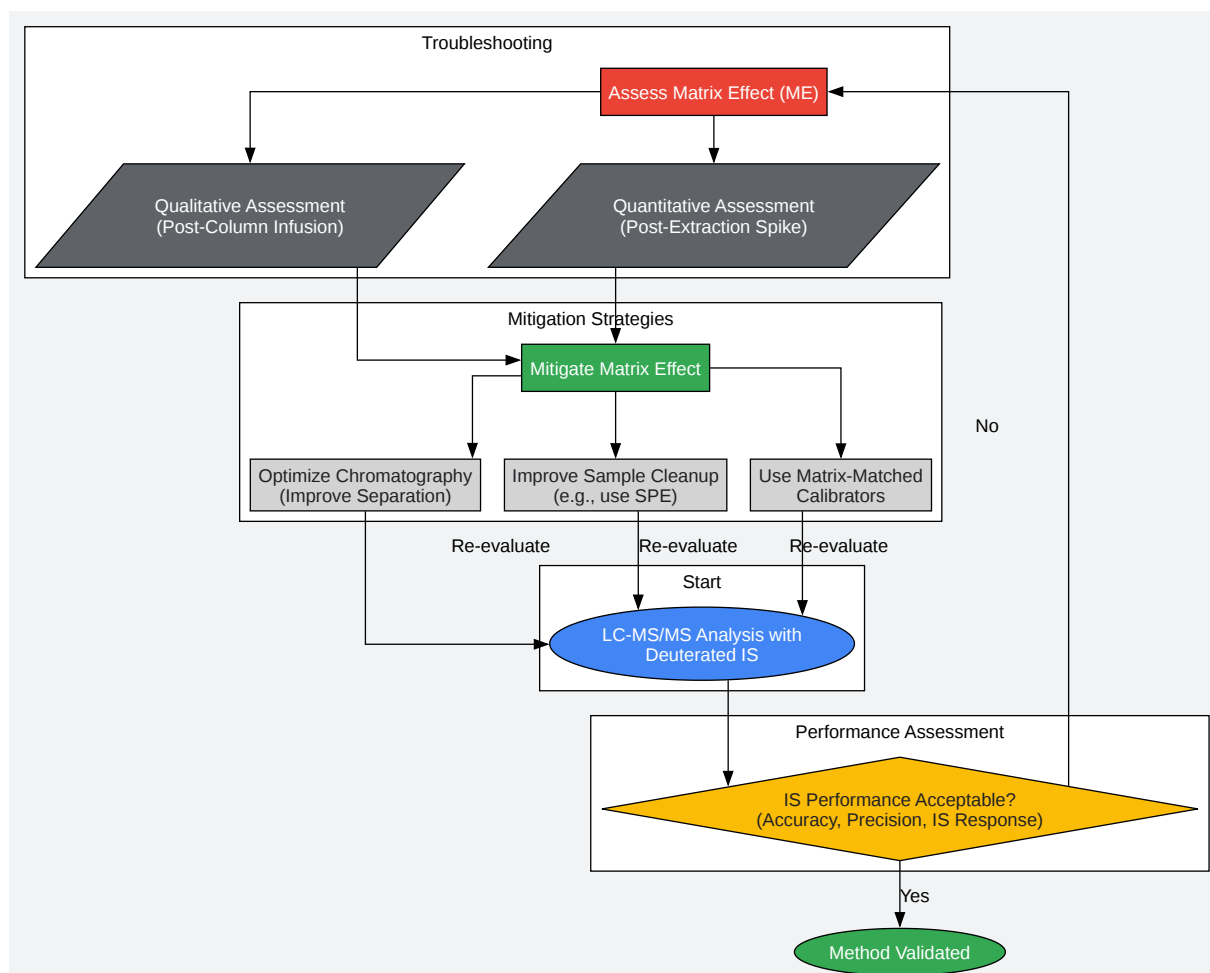 Troubleshooting
Assess Matrix Effect (ME)
Qualitative Assessment
(Post-Column Infusion)
Quantitative Assessment
(Post-Extraction Spike)
Mitigation Strategies
Mitigate Matrix Effect
No
Optimize Chromatography
(Improve Separation)
Improve Sample Cleanup
(e.g., use SPE)
Use Matrix-Matched
Calibrators
Re-evaluate
Re-evaluate
Re-evaluate
Start
LC-MS/MS Analysis with
Deuterated IS
Performance Assessment
IS Performance Acceptable?
(Accuracy, Precision, IS Response)
Yes
Method Validated